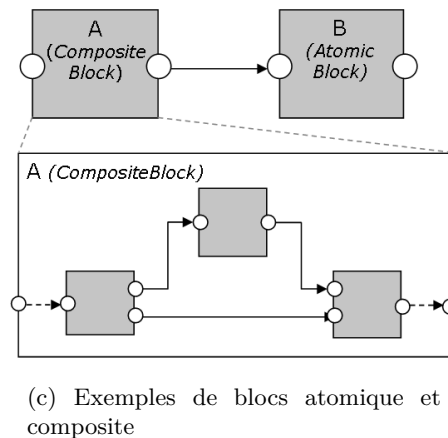 A
(Composite
Block)
B
(Atomic
Block)
A (CompositeBlock)
(c) Exemples de blocs atomique et
composite